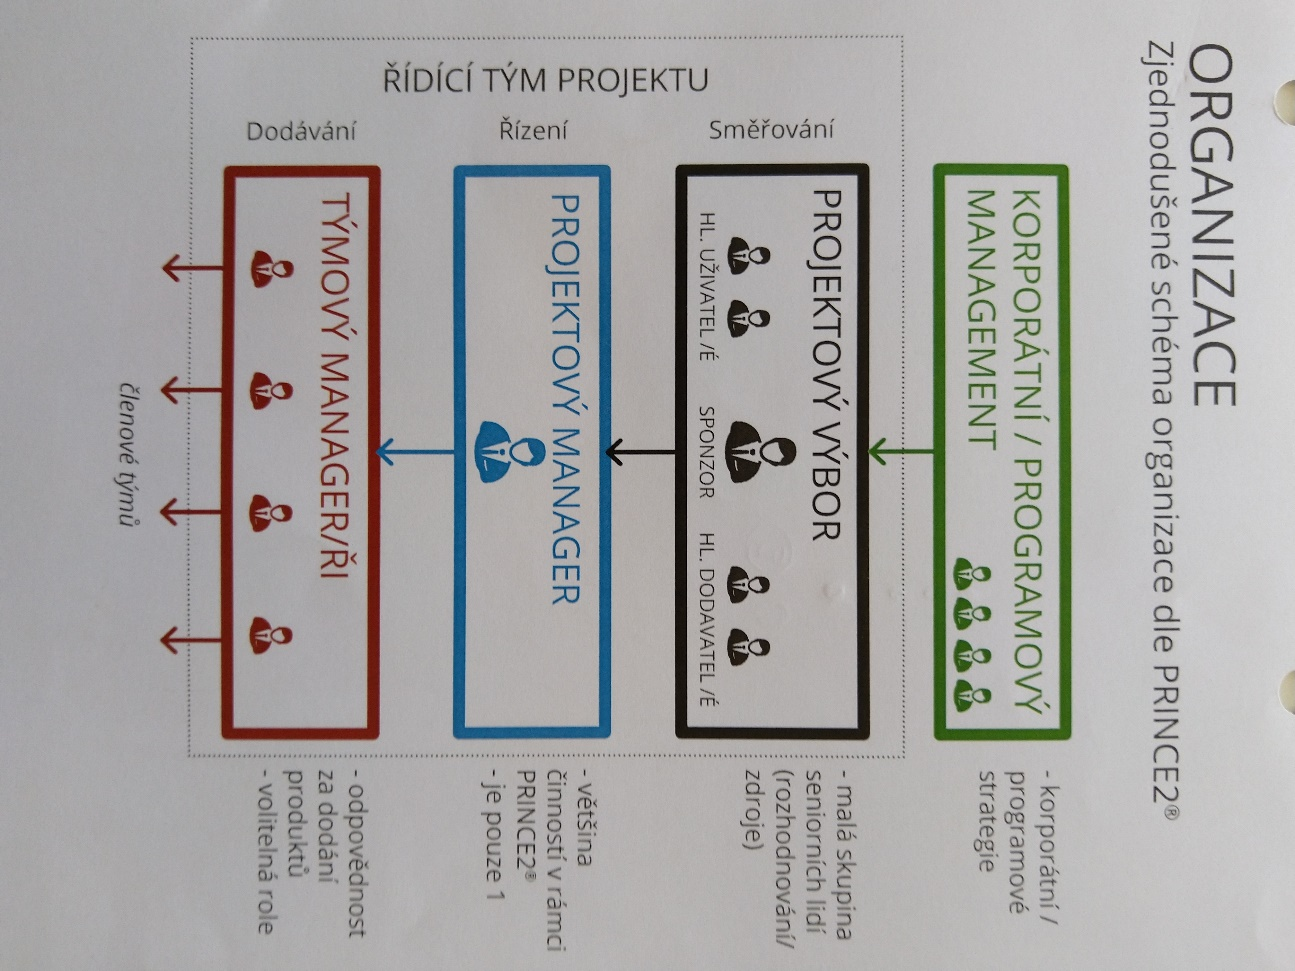 ORGANIZACE
Zjednodušené schéma organizace dle PRINCE2®
KORPORÁTNÍ / PROGRAMOVÝ
MANAGEMENT
- korporátní /
programové
strategie
ŘÍDÍCÍ TÝM PROJEKTU
Směřování
PROJEKTOVÝ VÝBOR
HL. UŽIVATEL /É
SPONZOR
HL. DODAVATEL /É
- malá skupina
seniorních lidí
(rozhodnování/
zdroje)
Řízení
PROJEKTOVÝ MANAGER
- většina
činností v rámci
PRINCE2®
- je pouze 1
Dodávání
TÝMOVÝ MANAGER/ŘI
- odpovědnost
za dodání
produktů
- volitelná role
členové týmů